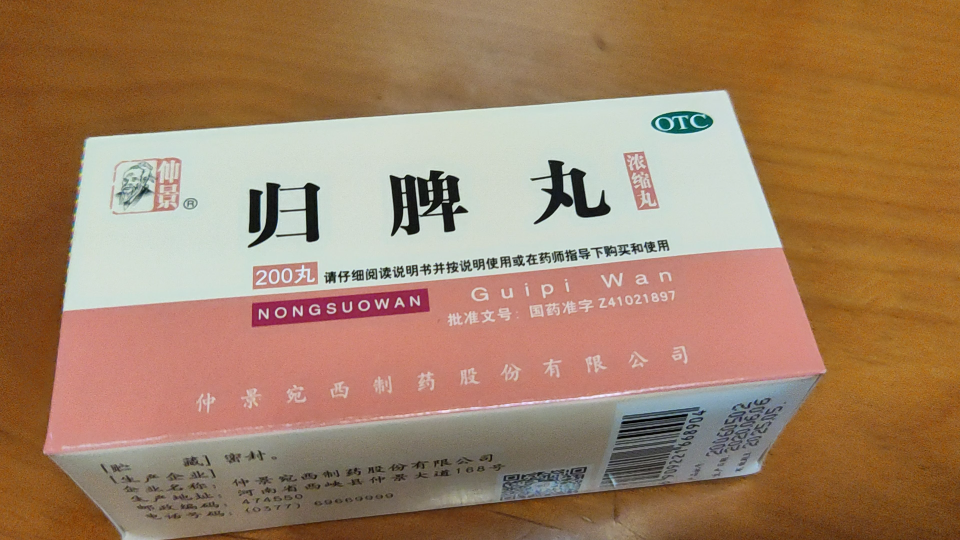 仲景®
OTC
归脾丸
浓缩丸
200丸 请仔细阅读说明书并按说明使用或在药师指导下购买和使用
NONGSUOWAN
Guipi Wan
批准文号：国药准字Z41021897
仲景宛西制药股份有限公司
[贮 藏] 密封。
[生产企业]
企业名称： 仲景宛西制药股份有限公司
生产地址： 河南省西峡县仲景大道168号
邮政编码： 474550
电话号码： (0377) 69669999